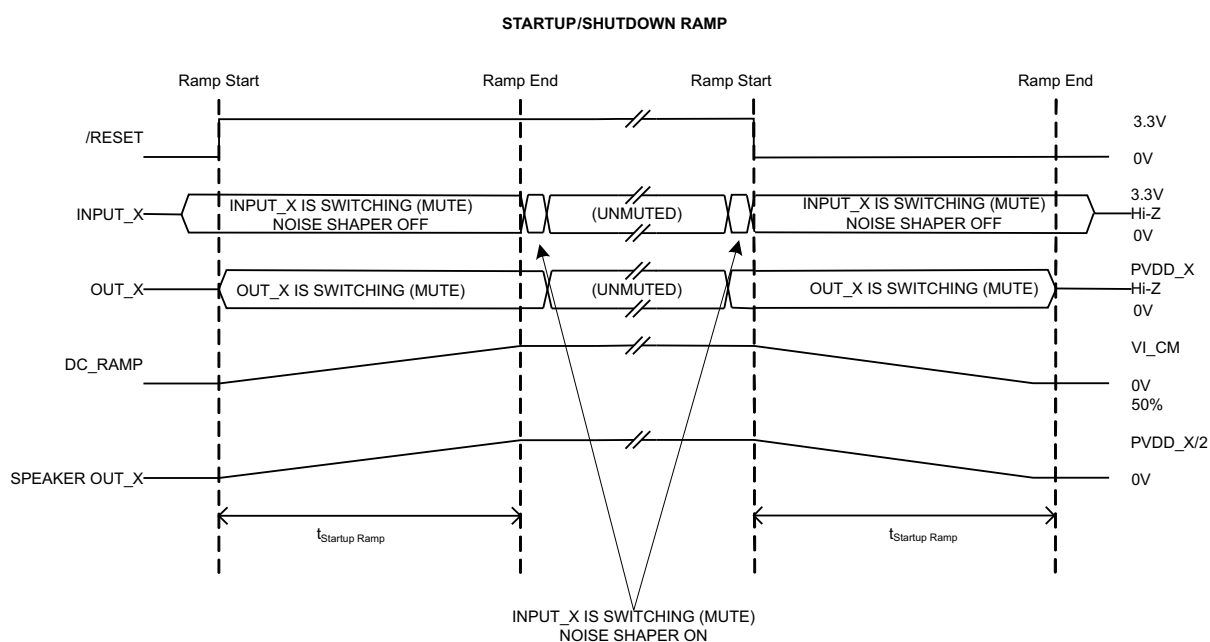 STARTUP/SHUTDOWN RAMP
Ramp Start
Ramp End
Ramp Start
Ramp End
/RESET
3.3V
0V
INPUT_X
INPUT_X IS SWITCHING (MUTE)
NOISE SHAPER OFF
(UNMUTED)
INPUT_X IS SWITCHING (MUTE)
NOISE SHAPER OFF
3.3V
Hi-Z
0V
OUT_X
OUT_X IS SWITCHING (MUTE)
(UNMUTED)
OUT_X IS SWITCHING (MUTE)
PVDD_X
Hi-Z
0V
DC_RAMP
VI_CM
0V
50%
SPEAKER OUT_X
PVDD_X/2
0V
tStartup Ramp
tStartup Ramp
INPUT_X IS SWITCHING (MUTE)
NOISE SHAPER ON